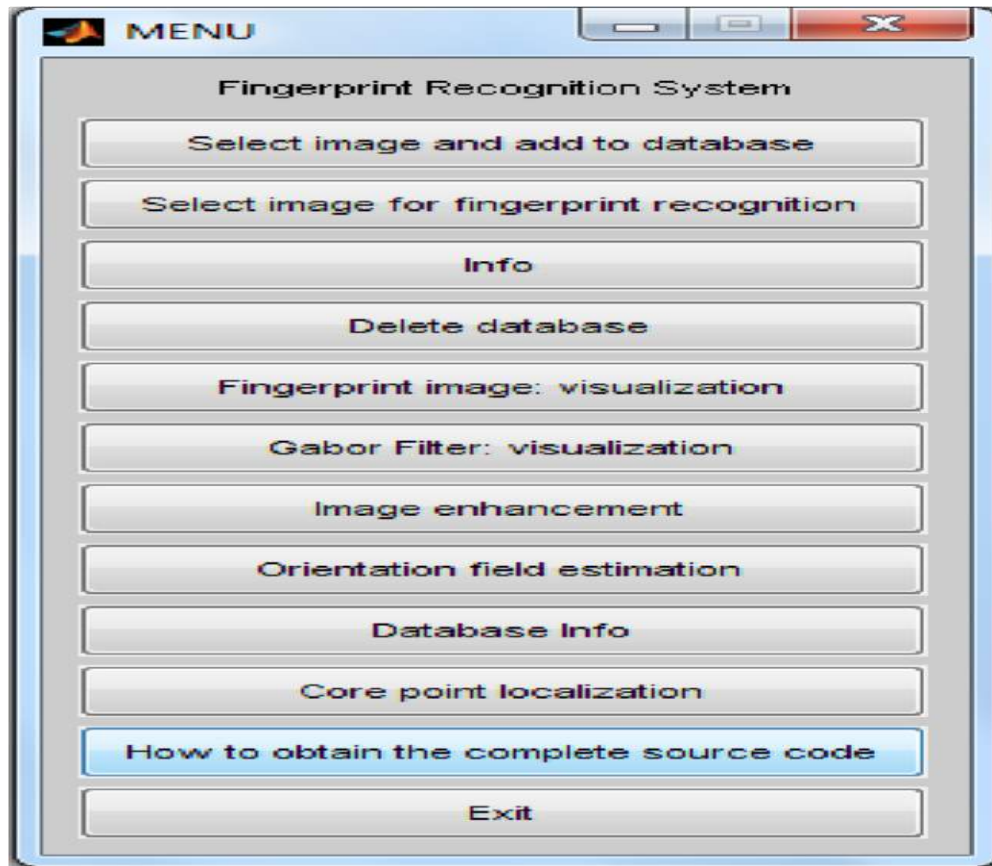 MENU
Fingerprint Recognition System
Select image and add to database
Select image for fingerprint recognition
Info
Delete database
Fingerprint image: visualization
Gabor Filter: visualization
Image enhancement
Orientation field estimation
Database Info
Core point localization
How to obtain the complete source code
Exit